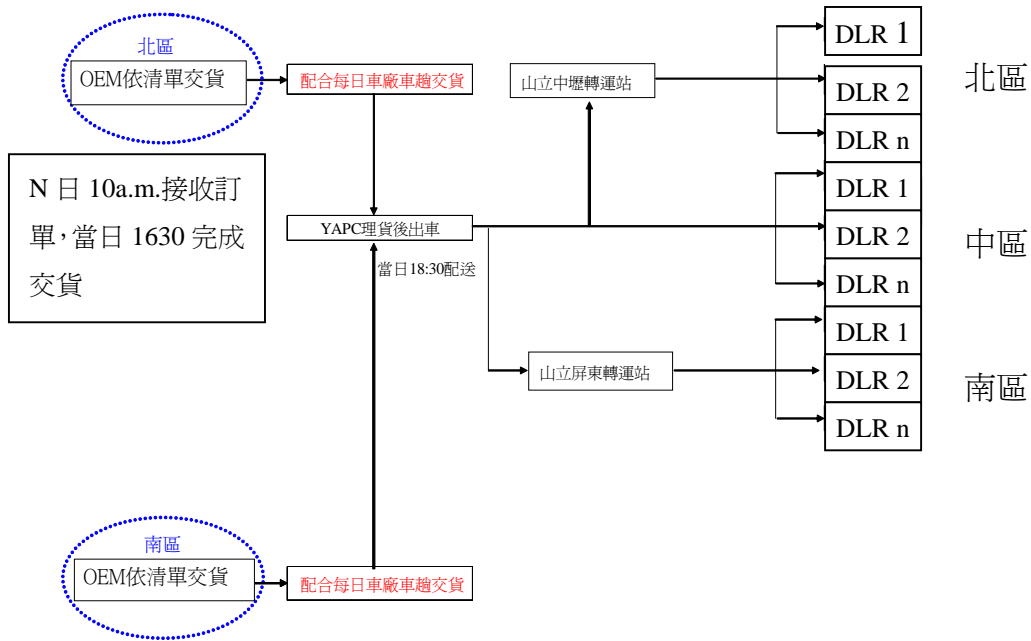 北區
OEM依清單交貨
配合每日車廠車趟交貨
山立中壢轉運站
DLR 1
DLR 2
DLR n
北區
N 日 10a.m.接收訂
單，當日 1630 完成
交貨
YAPC理貨後出車
當日18:30配送
DLR 1
DLR 2
DLR n
中區
山立屏東轉運站
DLR 1
DLR 2
DLR n
南區
南區
OEM依清單交貨
配合每日車廠車趟交貨